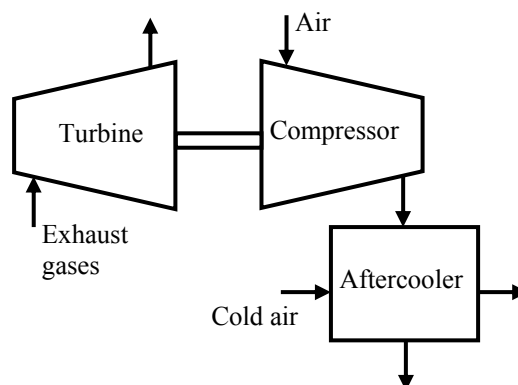 Air
Turbine
Compressor
Exhaust
gases
Aftercooler
Cold air